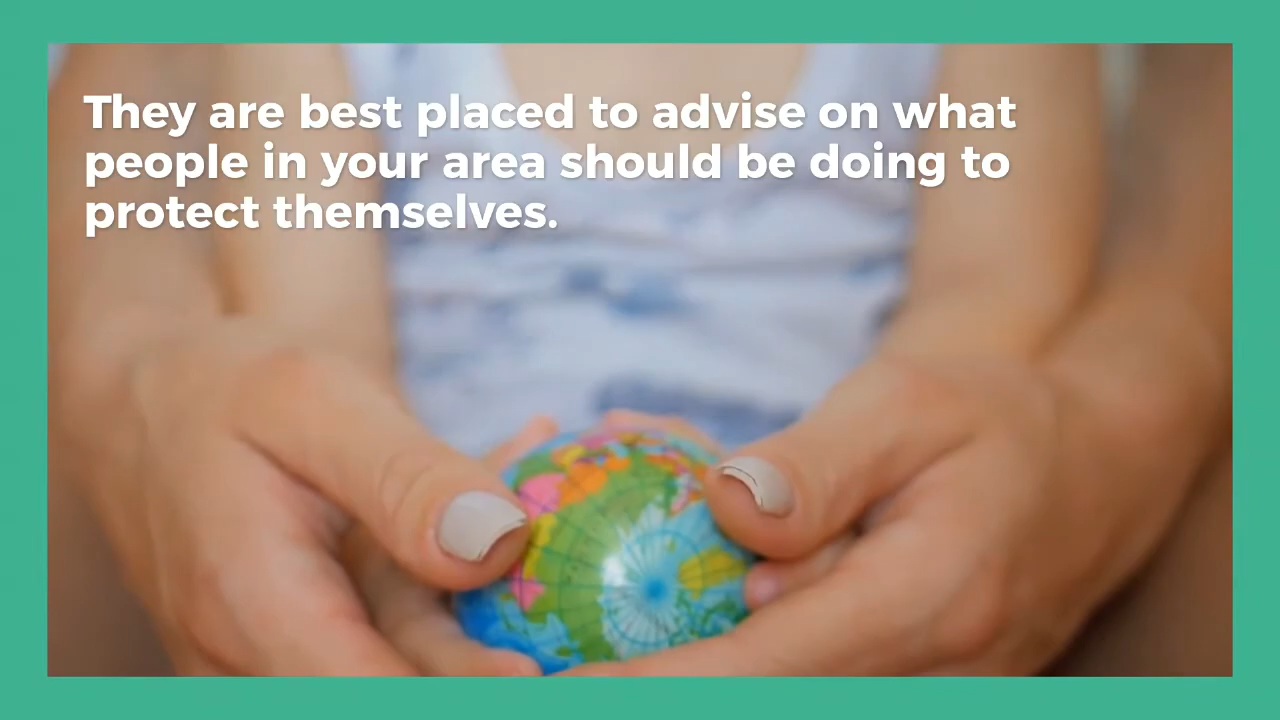 They are best placed to advise on what
people in your area should be doing to
protect themselves.